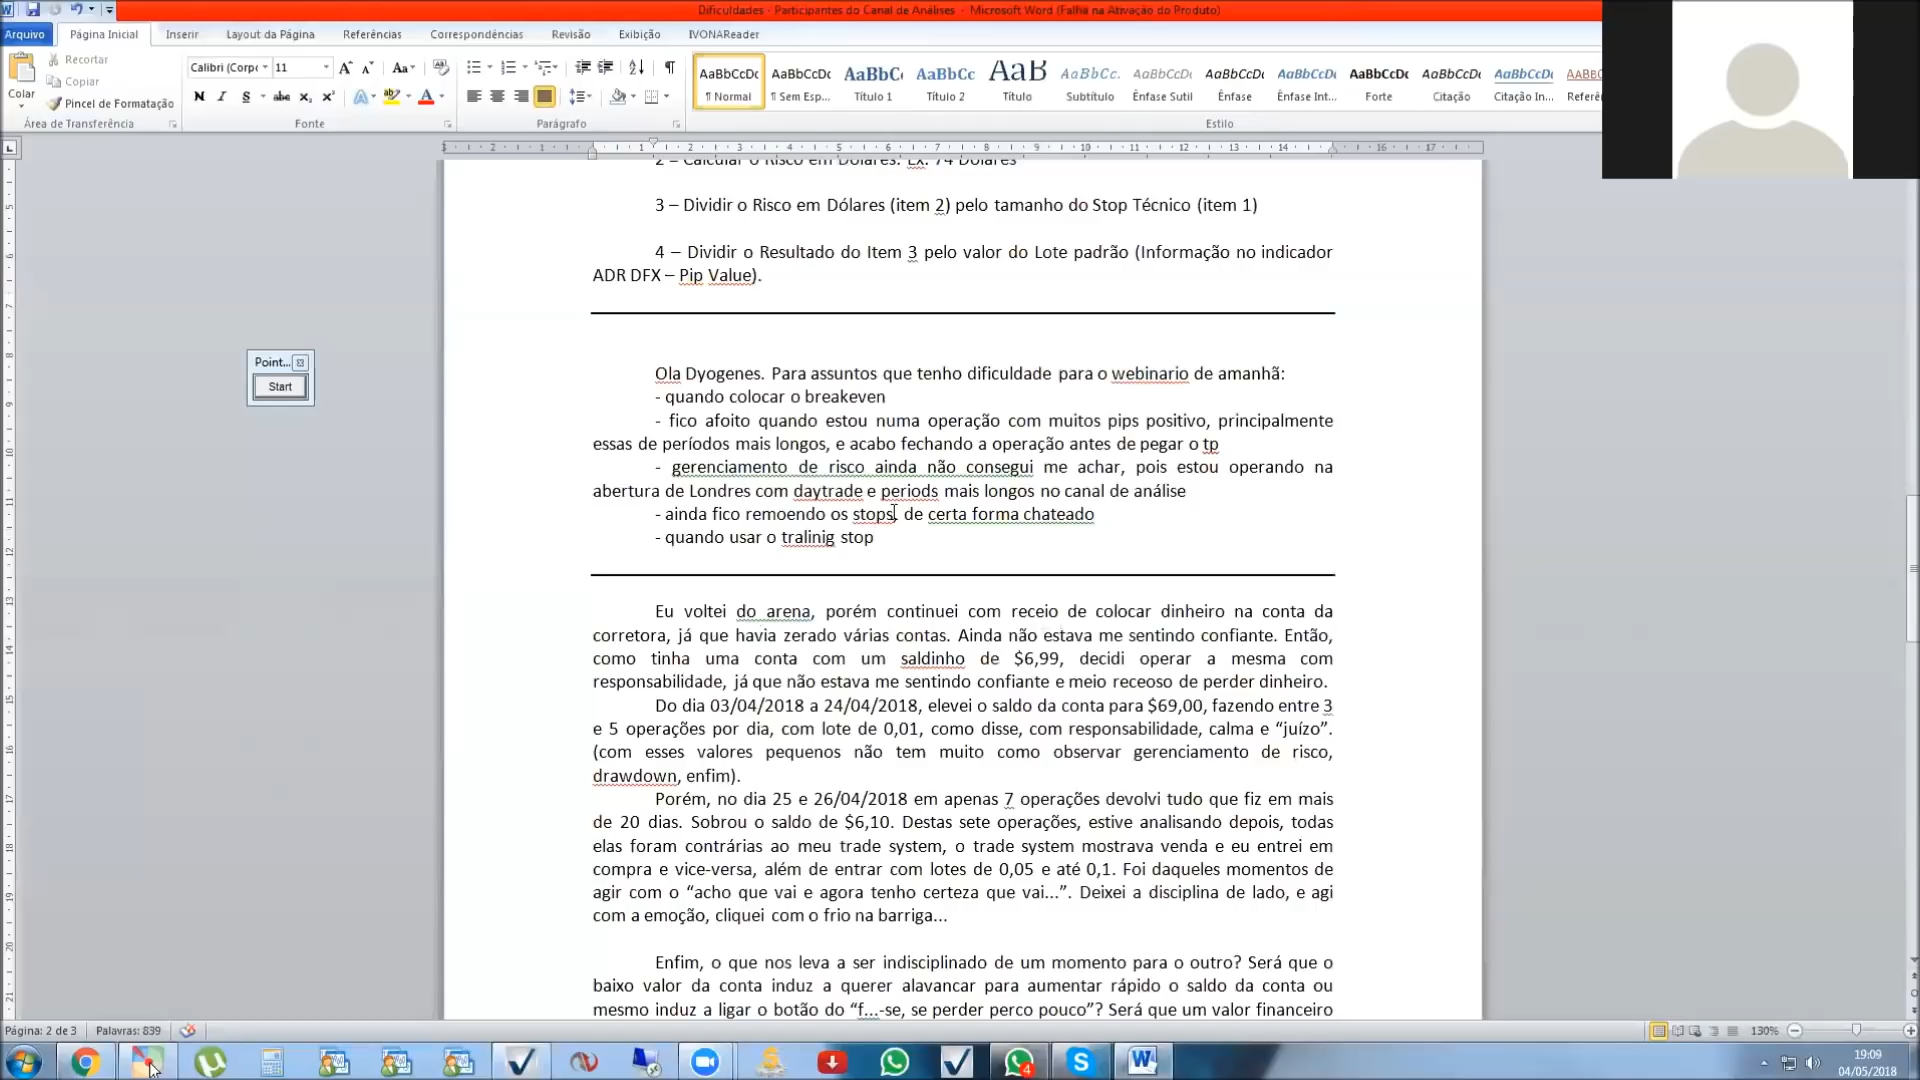 Dificuldades - Participantes do Canal de Análises - Microsoft Word (Falha na Ativação do Produto)
Arquivo Página Inicial Inserir Layout da Página Referências Correspondências Revisão Exibição IVONAReader
Recortar
Copiar
Pincel de Formatação
Colar
Calibri (Corpo 11
N I S abc x₂ x²
AaBbCcDc AaBbCcDc AaBbC AaBbCc AaB AaBbCc. AaBbCcDc AaBbCcDc AaBbCcDc AaBbCcDc AaBbCcDc AaBbCcDc AABBC
¶ Normal ¶ Sem Esp... Título 1 Título 2 Título Subtítulo Ênfase Sutil Ênfase Ênfase Int... Forte Citação Citação In... Referê
Área de Transferência Fonte Parágrafo Estilo
2 – Calcular o Risco em Dólares. Ex. 74 Dólares
3 – Dividir o Risco em Dólares (item 2) pelo tamanho do Stop Técnico (item 1)
4 – Dividir o Resultado do Item 3 pelo valor do Lote padrão (Informação no indicador
ADR DFX – Pip Value).
Point...
Start
Ola Dyogenes. Para assuntos que tenho dificuldade para o webinario de amanhã:
- quando colocar o breakeven
- fico afoito quando estou numa operação com muitos pips positivo, principalmente
essas de períodos mais longos, e acabo fechando a operação antes de pegar o tp
- gerenciamento de risco ainda não consegui me achar, pois estou operando na
abertura de Londres com daytrade e periods mais longos no canal de análise
- ainda fico remoendo os stops, de certa forma chateado
- quando usar o tralinig stop
Eu voltei do arena, porém continuei com receio de colocar dinheiro na conta da
corretora, já que havia zerado várias contas. Ainda não estava me sentindo confiante. Então,
como tinha uma conta com um saldinho de $6,99, decidi operar a mesma com
responsabilidade, já que não estava me sentindo confiante e meio receoso de perder dinheiro.
Do dia 03/04/2018 a 24/04/2018, elevei o saldo da conta para $69,00, fazendo entre 3
e 5 operações por dia, com lote de 0,01, como disse, com responsabilidade, calma e “juízo”.
(com esses valores pequenos não tem muito como observar gerenciamento de risco,
drawdown, enfim).
Porém, no dia 25 e 26/04/2018 em apenas 7 operações devolvi tudo que fiz em mais
de 20 dias. Sobrou o saldo de $6,10. Destas sete operações, estive analisando depois, todas
elas foram contrárias ao meu trade system, o trade system mostrava venda e eu entrei em
compra e vice-versa, além de entrar com lotes de 0,05 e até 0,1. Foi daqueles momentos de
agir com o “acho que vai e agora tenho certeza que vai...”. Deixei a disciplina de lado, e agi
com a emoção, cliquei com o frio na barriga...
Enfim, o que nos leva a ser indisciplinado de um momento para o outro? Será que o
baixo valor da conta induz a querer alavancar para aumentar rápido o saldo da conta ou
mesmo induz a ligar o botão do “f...-se, se perder perco pouco”? Será que um valor financeiro
Página: 2 de 3 Palavras: 839
130%
19:09
04/05/2018